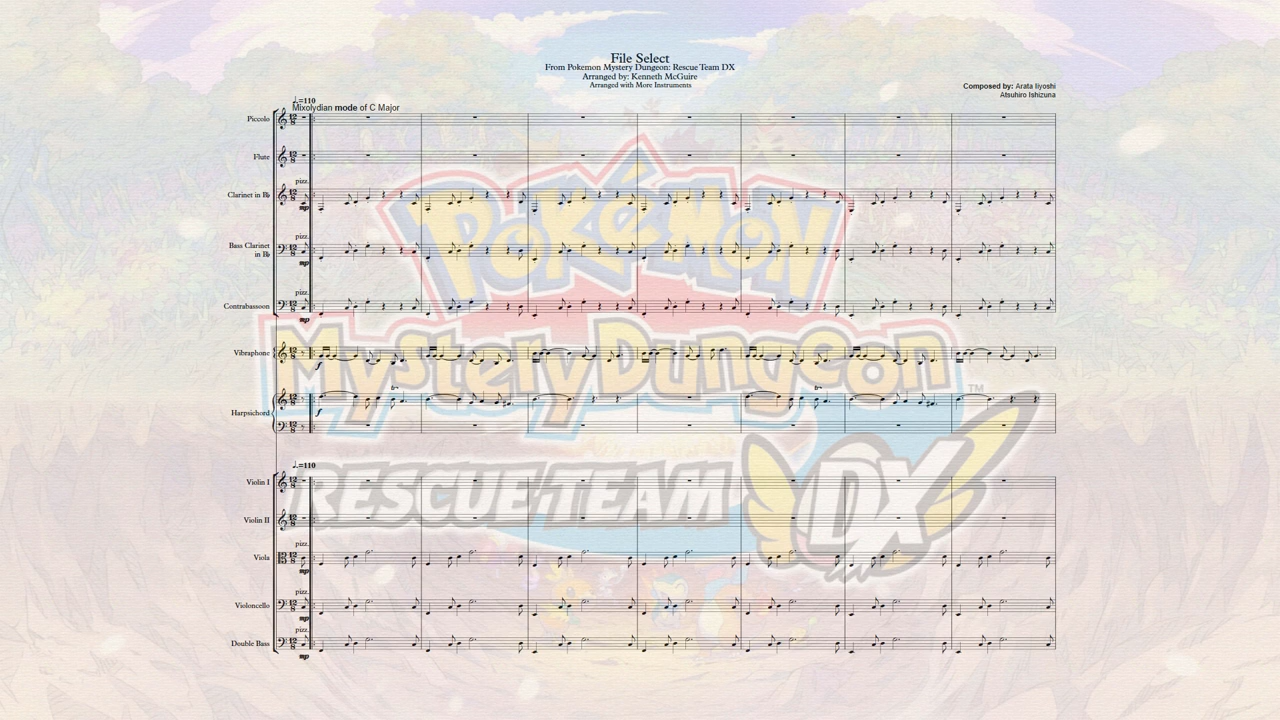 File Select
From Pokemon Mystery Dungeon: Rescue Team DX
Arranged by: Kenneth McGuire
Arranged with More Instruments
Composed by: Arata Iiyoshi
Atsuhiro Ishizuna
♩.=110
Mixolydian mode of C Major
Piccolo
Flute
pizz.
Clarinet in B♭
mp
pizz.
Bass Clarinet
in B♭
mp
pizz.
Contrabassoon
mp
Vibraphone
f
tr
tr
Harpsichord
f
♩.=110
Violin I
Violin II
pizz.
Viola
mp
pizz.
Violoncello
mp
pizz.
Double Bass
mp
POKéMON
Mystery Dungeon
TM
RESCUE TEAM DX